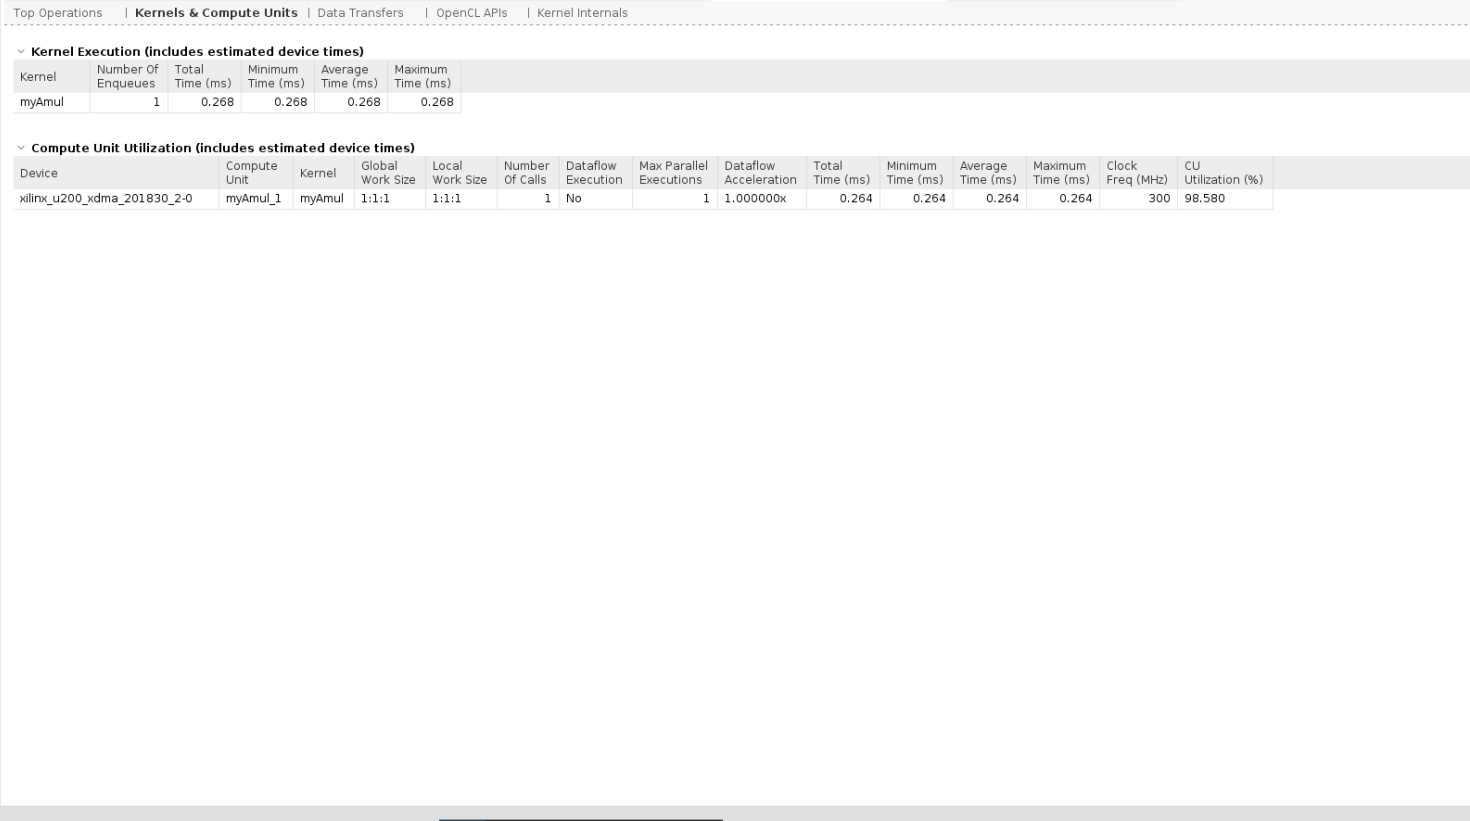 Top Operations | Kernels & Compute Units | Data Transfers | OpenCL APIs | Kernel Internals
Kernel Execution (includes estimated device times)
Kernel Number Of Enqueues Total Time (ms) Minimum Time (ms) Average Time (ms) Maximum Time (ms)
myAmul 1 0.268 0.268 0.268 0.268
Compute Unit Utilization (includes estimated device times)
Device Compute Unit Kernel Global Work Size Local Work Size Number Of Calls Dataflow Execution Max Parallel Executions Dataflow Acceleration Total Time (ms) Minimum Time (ms) Average Time (ms) Maximum Time (ms) Clock Freq (MHz) CU Utilization (%)
xilinx_u200_xdma_201830_2-0 myAmul_1 myAmul 1:1:1 1:1:1 1 No 1 1.000000x 0.264 0.264 0.264 0.264 300 98.580